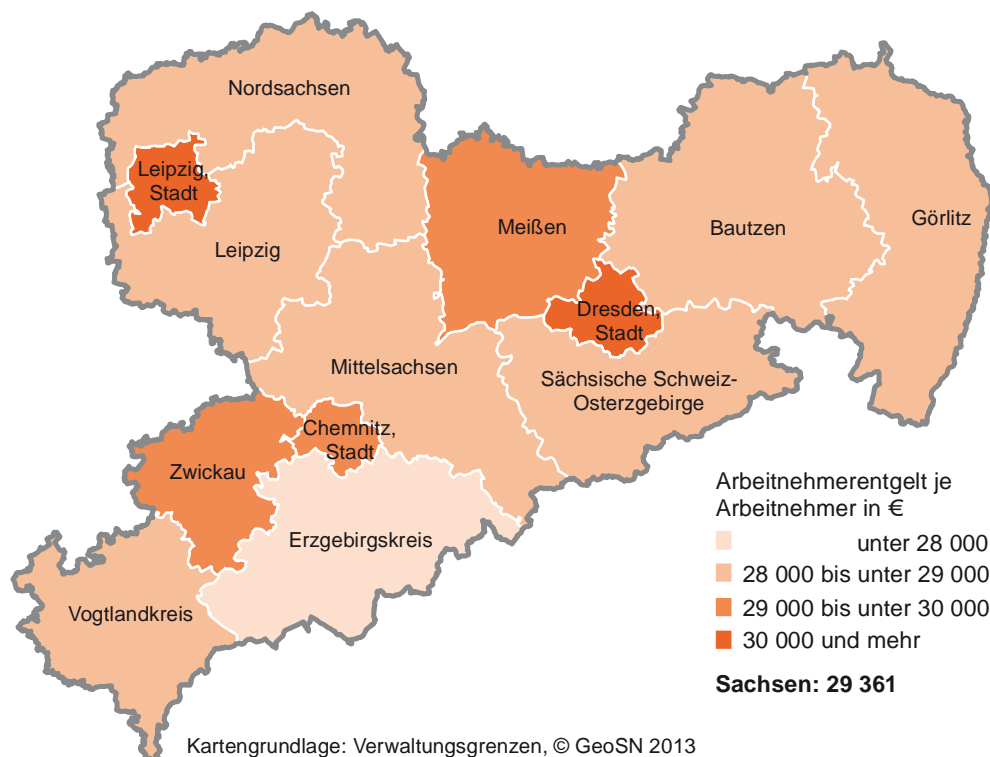 Nordsachsen
Leipzig,
Stadt
Leipzig
Meißen
Bautzen
Görlitz
Dresden,
Stadt
Mittelsachsen
Sächsische Schweiz-
Osterzgebirge
Chemnitz,
Stadt
Zwickau
Erzgebirgskreis
Vogtlandkreis
Arbeitnehmerentgelt je
Arbeitnehmer in €
unter 28 000
28 000 bis unter 29 000
29 000 bis unter 30 000
30 000 und mehr
Sachsen: 29 361
Kartengrundlage: Verwaltungsgrenzen, © GeoSN 2013